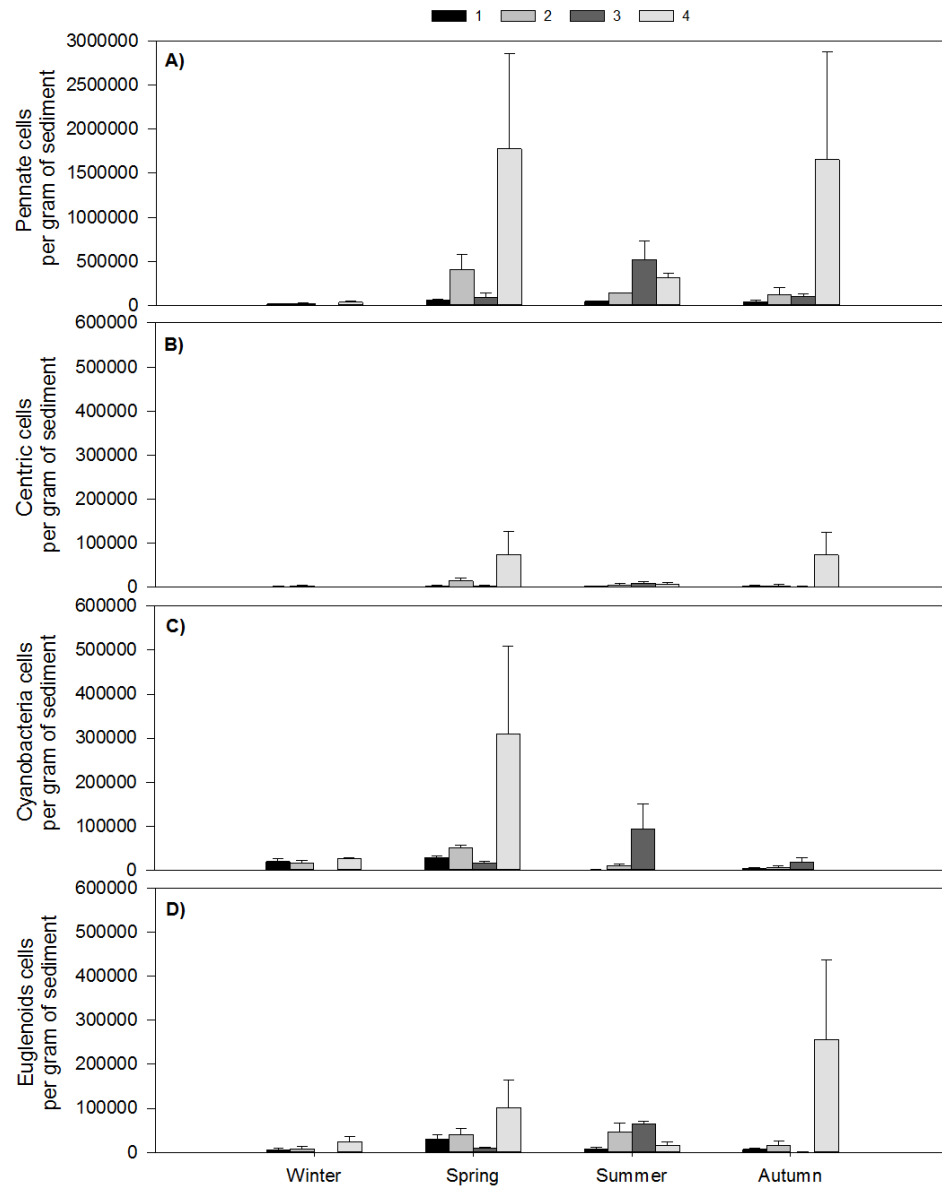 1 2 3 4
A)
3000000
2500000
2000000
1500000
1000000
500000
0
Pennate cells
per gram of sediment
B)
600000
500000
400000
300000
200000
100000
0
Centric cells
per gram of sediment
C)
600000
500000
400000
300000
200000
100000
0
Cyanobacteria cells
per gram of sediment
D)
600000
500000
400000
300000
200000
100000
0
Euglenoids cells
per gram of sediment
Winter Spring Summer Autumn